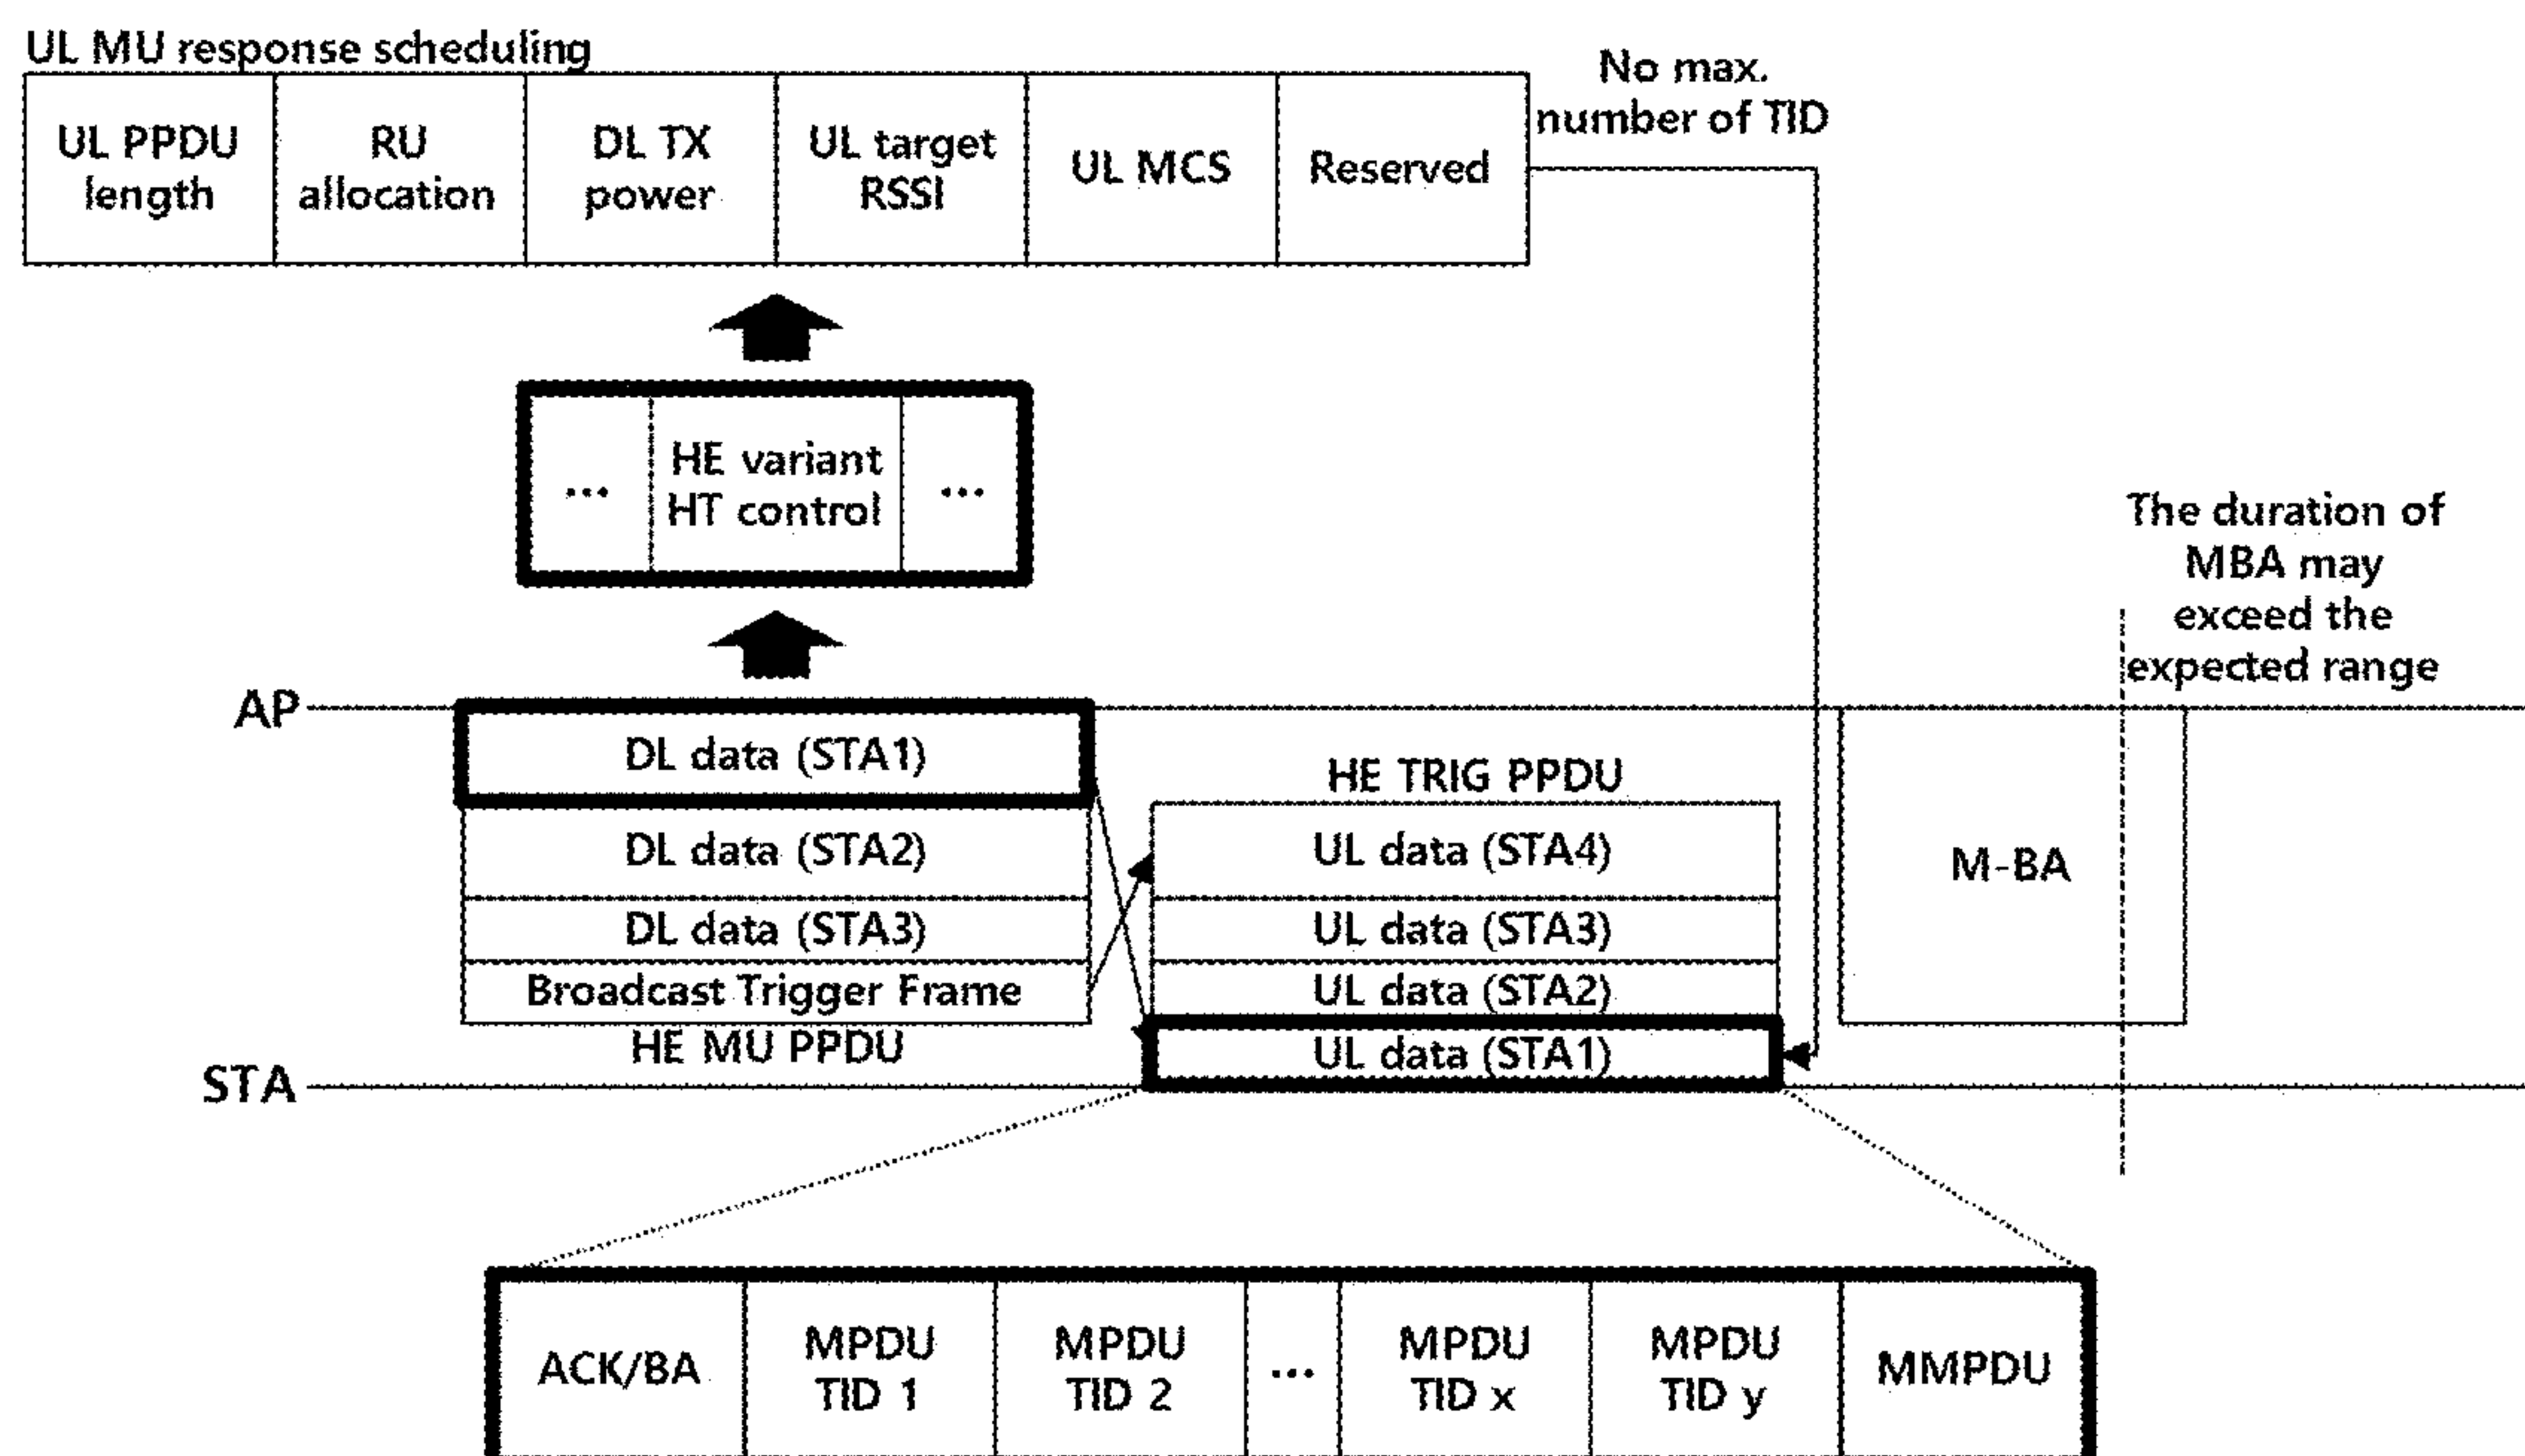 UL MU response scheduling
No max.
number of TID
UL PPDU
length
RU
allocation
DL TX
power
UL target
RSSI
UL MCS
Reserved
...
HE variant
HT control
...
The duration of
MBA may
exceed the
expected range
AP
DL data (STA1)
DL data (STA2)
DL data (STA3)
Broadcast Trigger Frame
HE MU PPDU
HE TRIG PPDU
UL data (STA4)
UL data (STA3)
UL data (STA2)
UL data (STA1)
M-BA
STA
ACK/BA
MPDU
TID 1
MPDU
TID 2
...
MPDU
TID x
MPDU
TID y
MMPDU